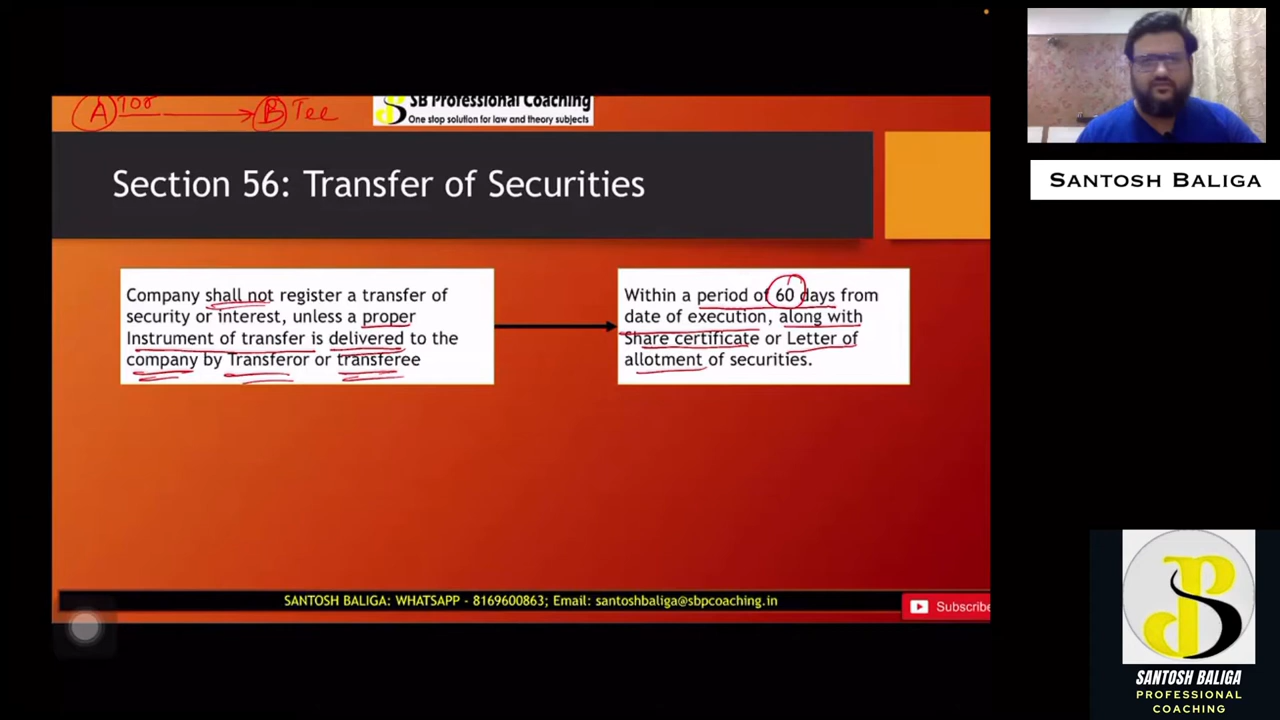 A Tor B Tee
SB Professional Coaching
One stop solution for law and theory subjects
Section 56: Transfer of Securities
Company shall not register a transfer of
security or interest, unless a proper
Instrument of transfer is delivered to the
company by Transferor or transferee
Within a period of 60 days from
date of execution, along with
Share certificate or Letter of
allotment of securities.
SANTOSH BALIGA: WHATSAPP - 8169600863; Email: santoshbaliga@sbpcoaching.in
Subscribe
SANTOSH BALIGA
SANTOSH BALIGA
PROFESSIONAL
COACHING